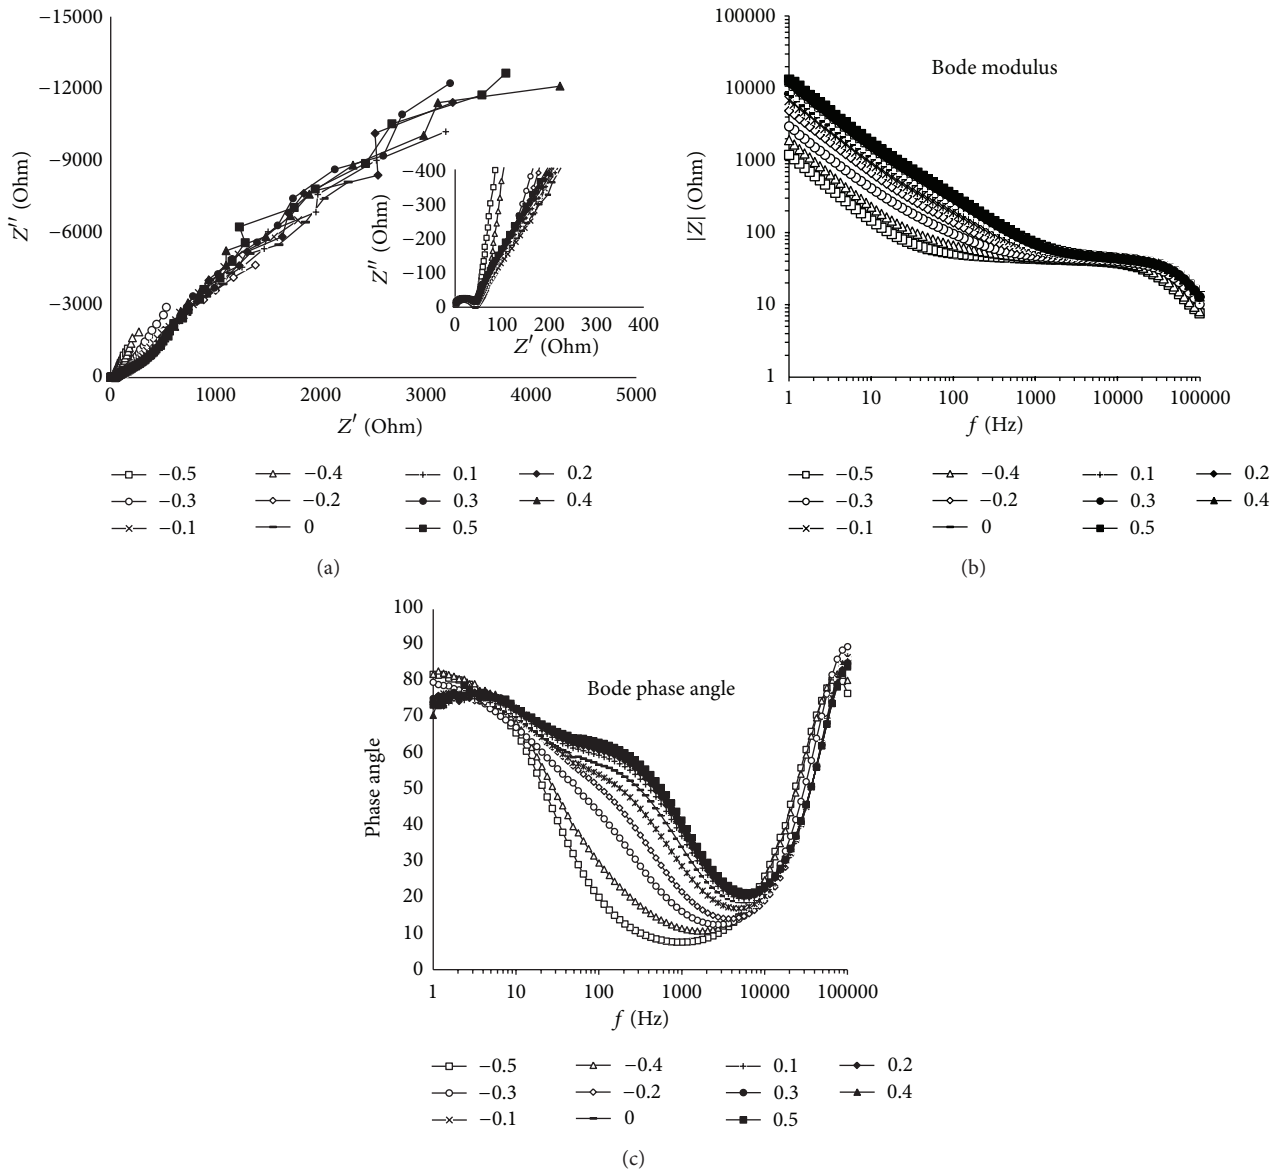 −15000
−12000
−9000
−6000
−3000
0
Z′′ (Ohm)
0 1000 2000 3000 4000 5000
Z′ (Ohm)
−400
−300
−200
−100
0
Z′′ (Ohm)
0 100 200 300 400
Z′ (Ohm)
−0.5 −0.4 0.1 0.2
−0.3 −0.2 0.3 0.4
−0.1 0 0.5
(a)
Bode modulus
100000
10000
1000
100
10
1
|Z| (Ohm)
1 10 100 1000 10000 100000
f (Hz)
−0.5 −0.4 0.1 0.2
−0.3 −0.2 0.3 0.4
−0.1 0 0.5
(b)
Bode phase angle
100
90
80
70
60
50
40
30
20
10
0
Phase angle
1 10 100 1000 10000 100000
f (Hz)
−0.5 −0.4 0.1 0.2
−0.3 −0.2 0.3 0.4
−0.1 0 0.5
(c)